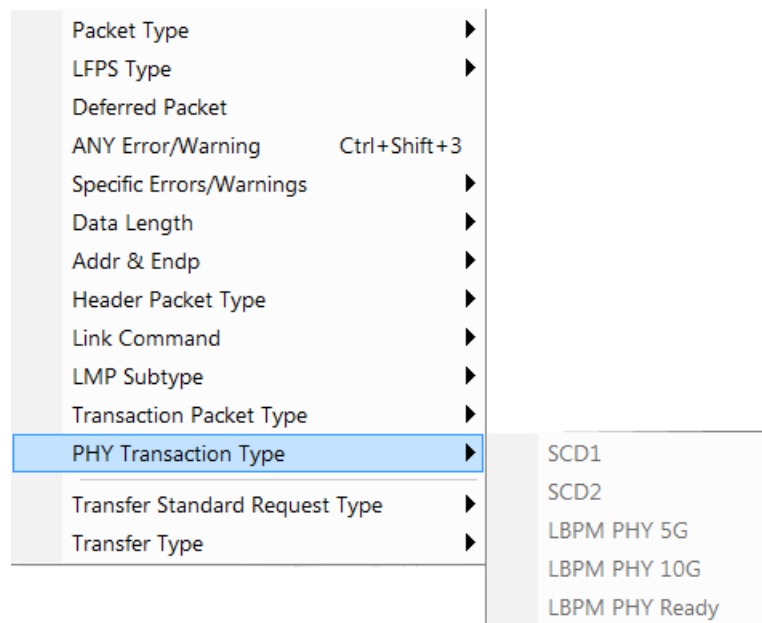 Packet Type
LFPS Type
Deferred Packet
ANY Error/Warning Ctrl+Shift+3
Specific Errors/Warnings
Data Length
Addr & Endp
Header Packet Type
Link Command
LMP Subtype
Transaction Packet Type
PHY Transaction Type
Transfer Standard Request Type
Transfer Type
SCD1
SCD2
LBPM PHY 5G
LBPM PHY 10G
LBPM PHY Ready